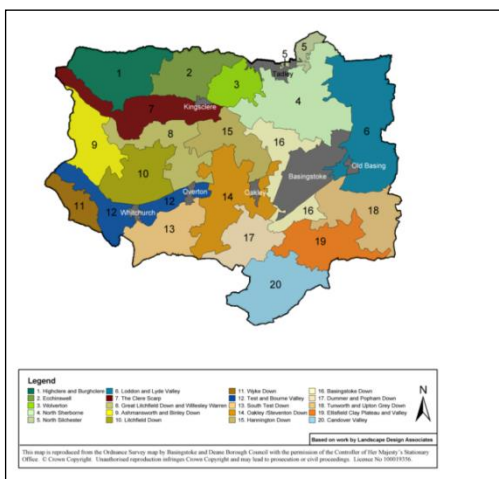 5
5
Tadley
1
2
3
4
Kingsclere
7
6
8
15
16
9
Old Basing
10
Basingstoke
Overton
Oakley
14
11
12
12
Whitchurch
16
18
13
17
19
20
Legend
1: Highclere and Burghclere
2: Ecchinswell
3: Wolverton
4: North Sherborne
5: North Silchester
6: Loddon and Lyde Valley
7: The Clere Scarp
8: Great Litchfield Down and Willesley Warren
9: Ashmansworth and Binley Down
10: Litchfield Down
11: Wyke Down
12: Test and Bourne Valley
13: South Test Down
14: Oakley /Steventon Down
15: Hannington Down
16: Basingstoke Down
17: Dummer and Popham Down
18: Tunworth and Upton Grey Down
19: Ellisfield Clay Plateau and Valley
20: Candover Valley
N
Based on work by Landscape Design Associates
This map is reproduced from the Ordnance Survey map by Basingstoke and Deane Borough Council with the permission of the Controller of Her Majesty's Stationary
Office. © Crown Copyright. Unauthorised reproduction infringes Crown Copyright and may lead to prosecution or civil proceedings. License No 100019356.